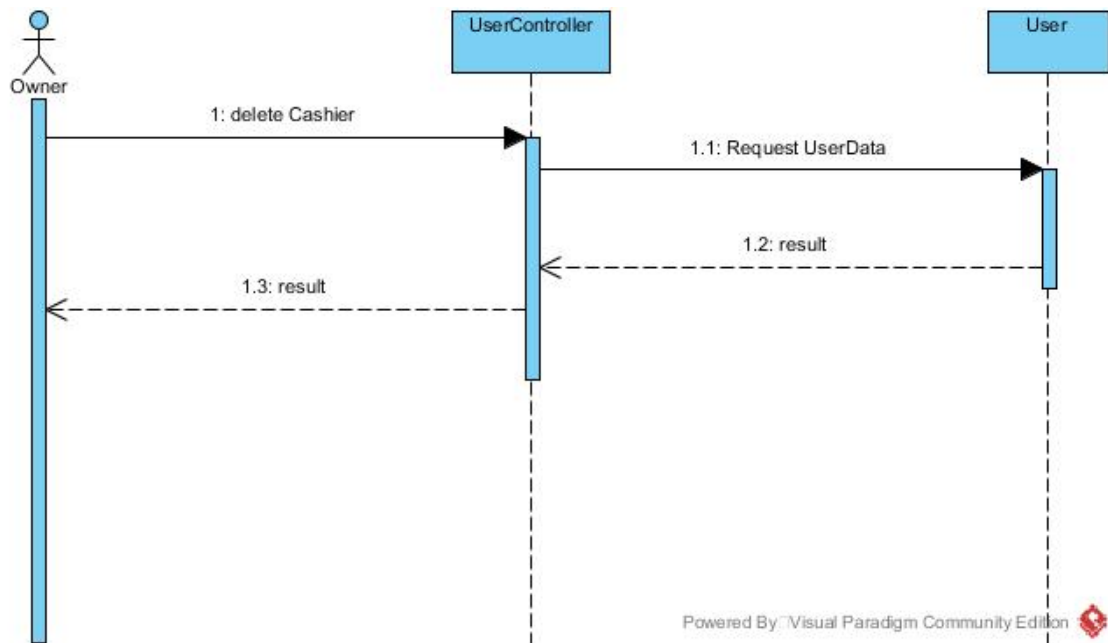 UserController
User
Owner
1: delete Cashier
1.1: Request UserData
1.2: result
1.3: result
Powered By Visual Paradigm Community Edition